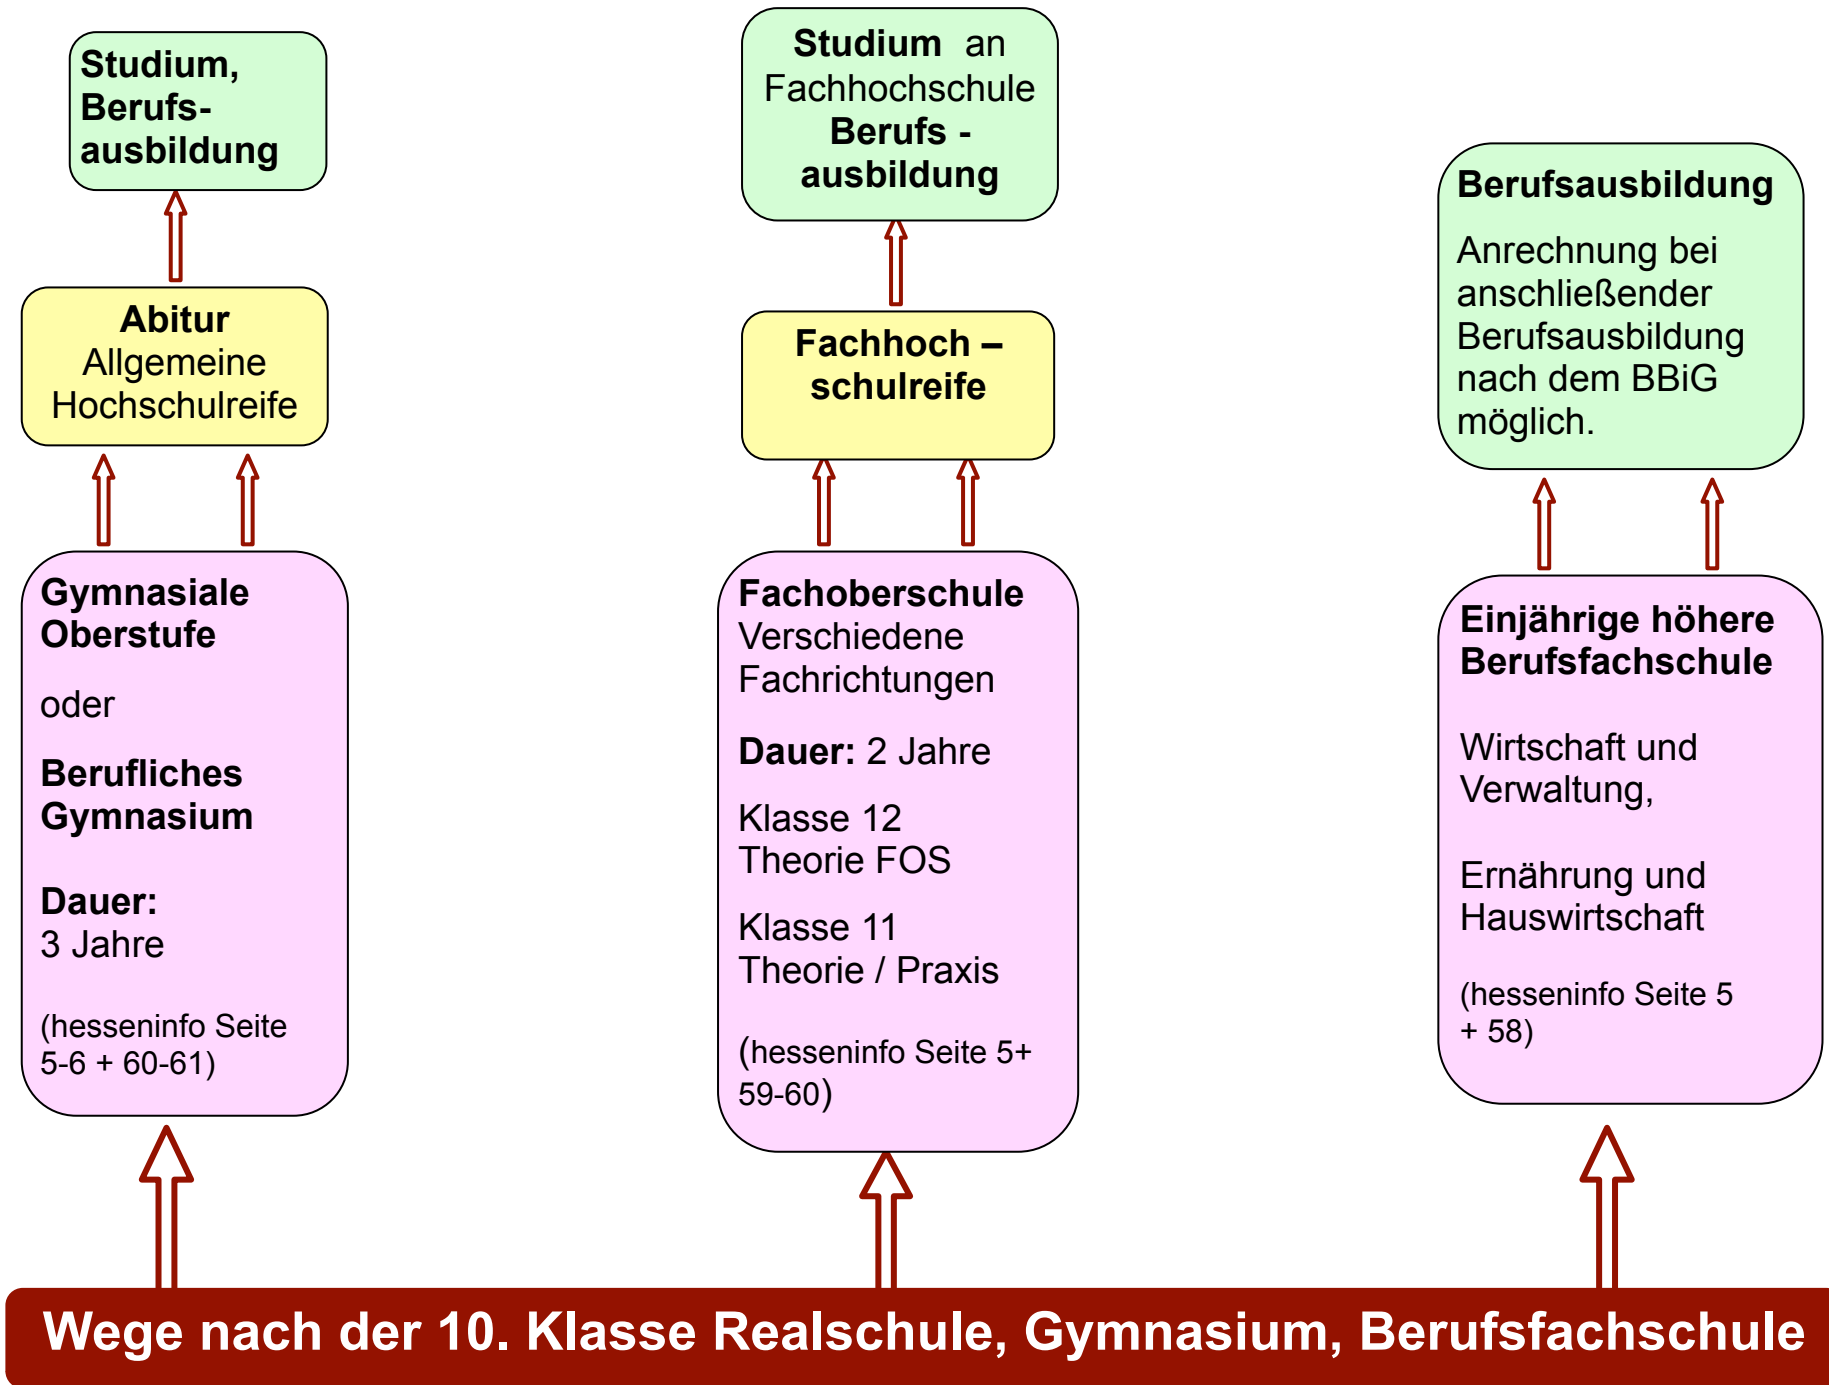 Studium,
Berufs-
ausbildung
Abitur
Allgemeine
Hochschulreife
Gymnasiale
Oberstufe
oder
Berufliches
Gymnasium
Dauer:
3 Jahre
(hesseninfo Seite
5-6 + 60-61)
Studium an
Fachhochschule
Berufs -
ausbildung
Fachhoch –
schulreife
Fachoberschule
Verschiedene
Fachrichtungen
Dauer: 2 Jahre
Klasse 12
Theorie FOS
Klasse 11
Theorie / Praxis
(hesseninfo Seite 5+
59-60)
Berufsausbildung
Anrechnung bei
anschließender
Berufsausbildung
nach dem BBiG
möglich.
Einjährige höhere
Berufsfachschule
Wirtschaft und
Verwaltung,
Ernährung und
Hauswirtschaft
(hesseninfo Seite 5
+ 58)
Wege nach der 10. Klasse Realschule, Gymnasium, Berufsfachschule